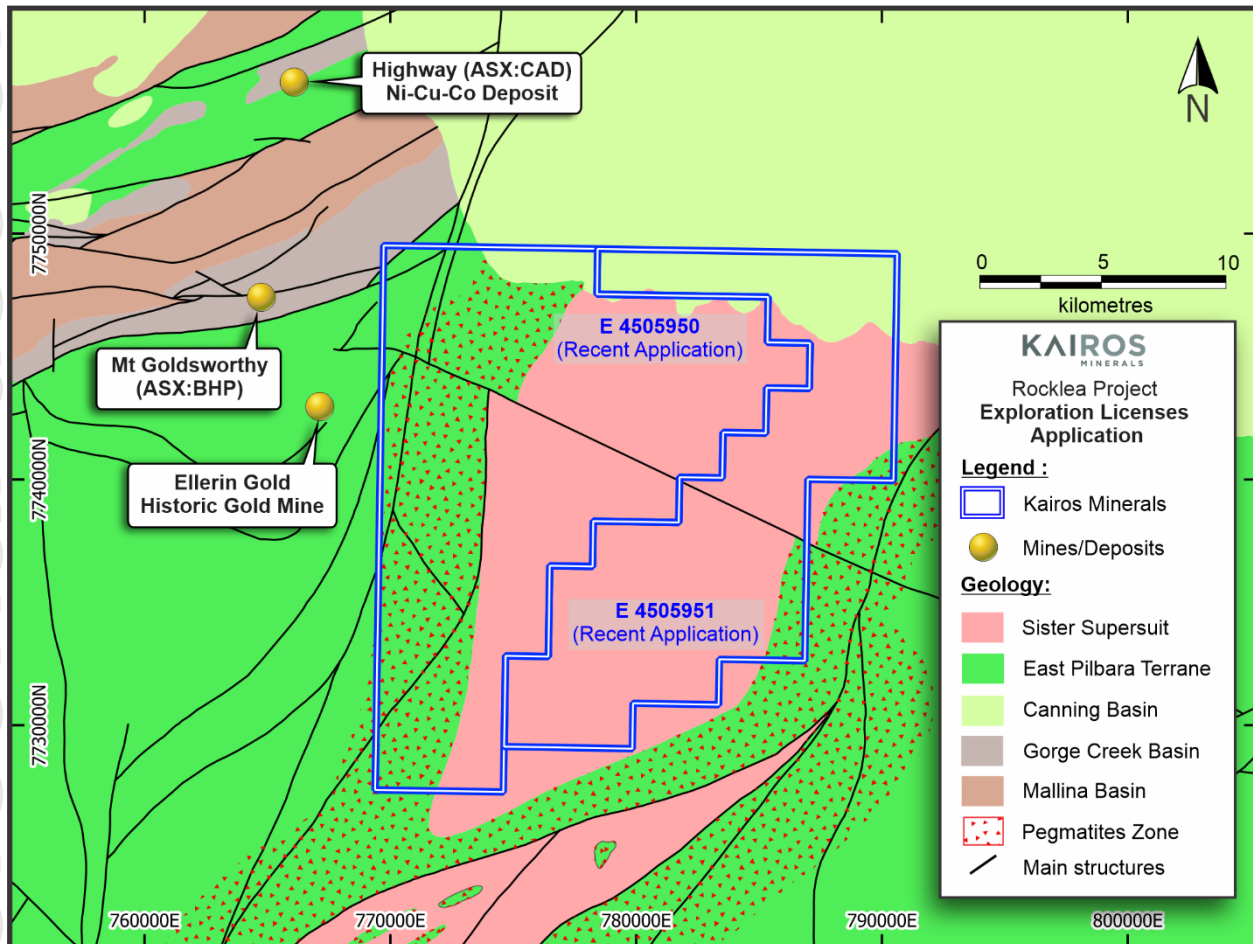 Highway (ASX:CAD)
Ni-Cu-Co Deposit
N
7750000N
0 5 10
kilometres
E 4505950
(Recent Application)
Mt Goldsworthy
(ASX:BHP)
Ellerin Gold
Historic Gold Mine
7740000N
E 4505951
(Recent Application)
7730000N
KAIROS
MINERALS
Rocklea Project
Exploration Licenses
Application
Legend :
Kairos Minerals
Mines/Deposits
Geology:
Sister Supersuit
East Pilbara Terrane
Canning Basin
Gorge Creek Basin
Mallina Basin
Pegmatites Zone
Main structures
760000E 770000E 780000E 790000E 800000E